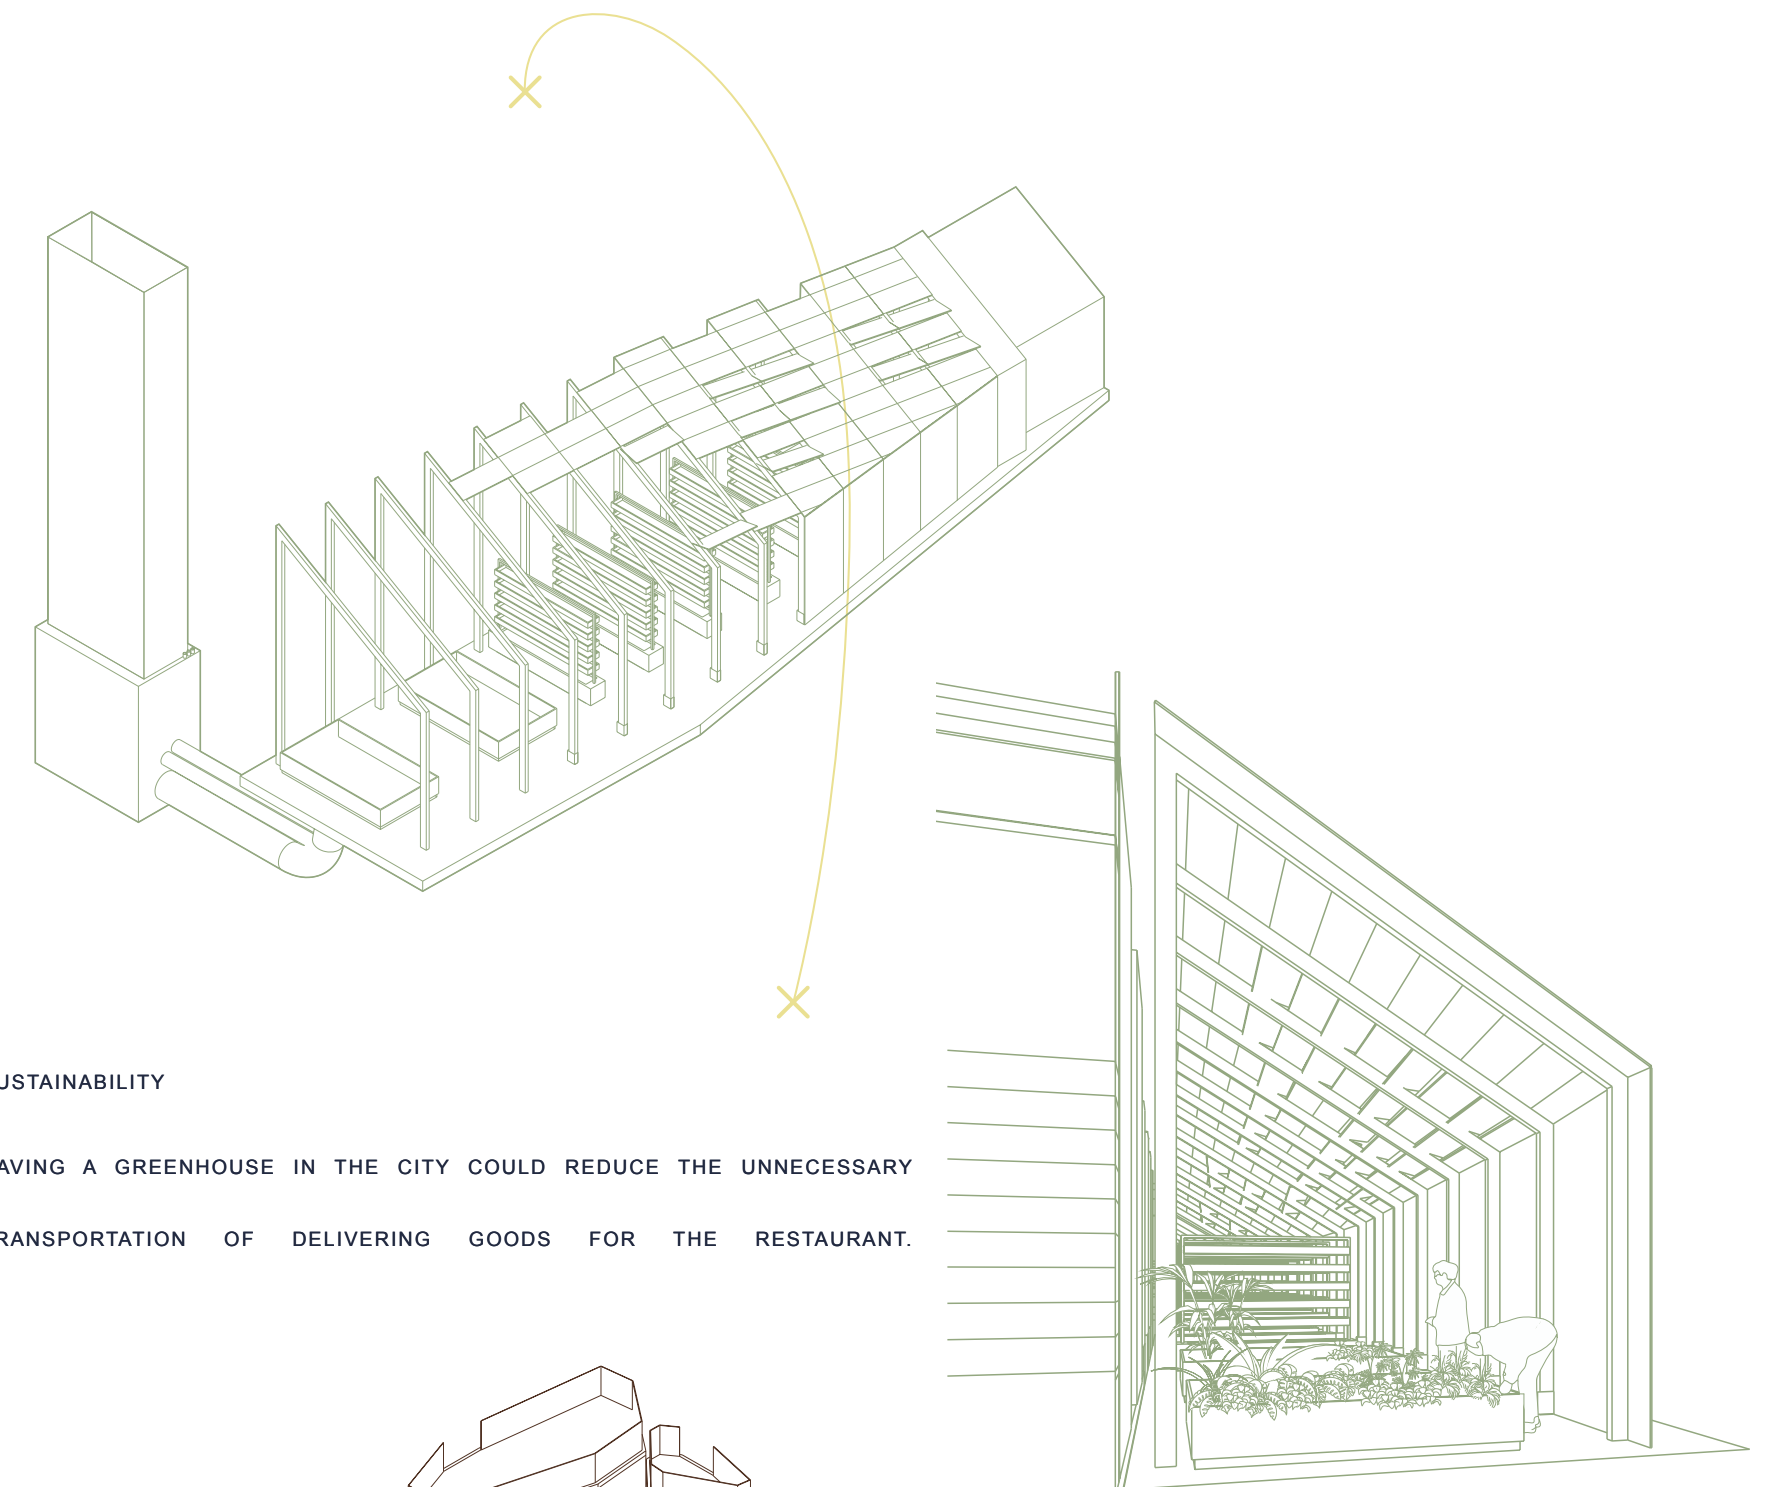 USTAINABILITY
AVING A GREENHOUSE IN THE CITY COULD REDUCE THE UNNECESSARY
RANSPORTATION OF DELIVERING GOODS FOR THE RESTAURANT.